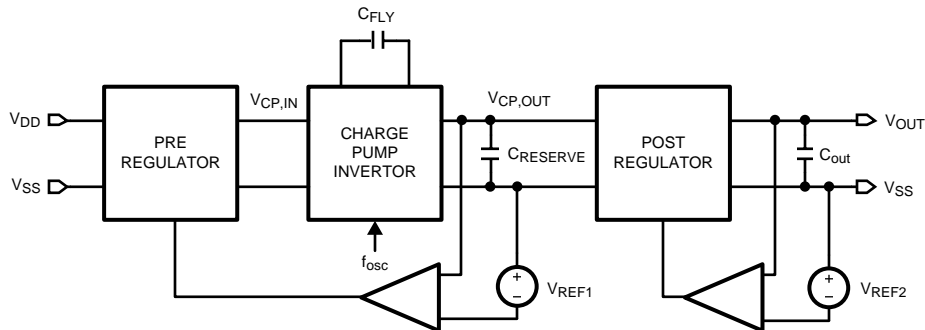 CFLY
VDD
VSS
PRE
REGULATOR
VCP,IN
CHARGE
PUMP
INVERTOR
fosc
VCP,OUT
CRESERVE
+
−
VREF1
POST
REGULATOR
VOUT
Cout
VSS
+
−
VREF2